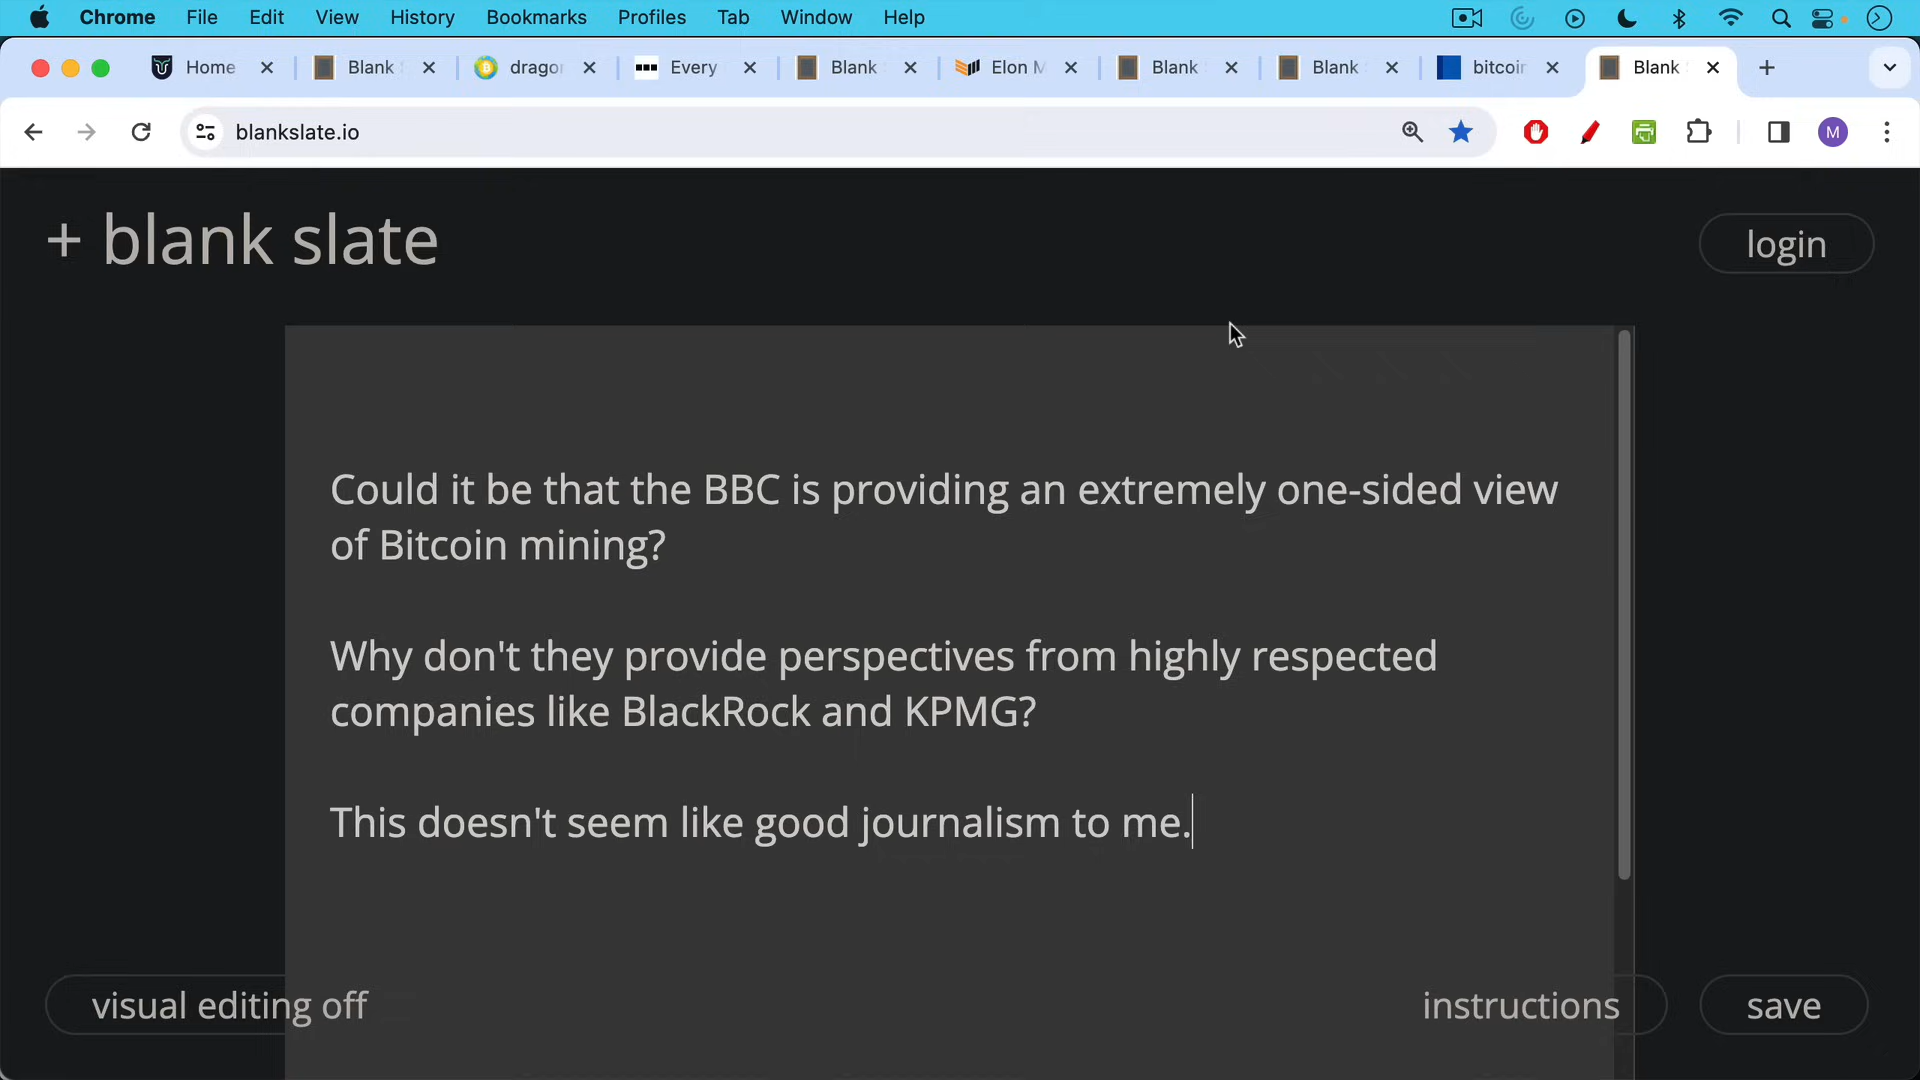 Chrome File Edit View History Bookmarks Profiles Tab Window Help
Home Blank dragon Every Blank Elon M Blank Blank bitcoin Blank
blankslate.io M
+ blank slate
login
Could it be that the BBC is providing an extremely one-sided view
of Bitcoin mining?
Why don't they provide perspectives from highly respected
companies like BlackRock and KPMG?
This doesn't seem like good journalism to me.
visual editing off
instructions
save